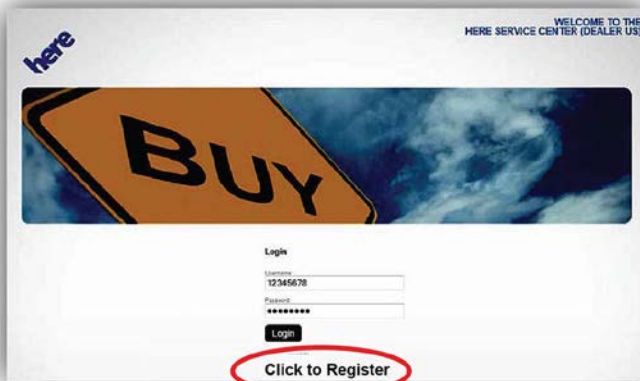 here
WELCOME TO THE
HERE SERVICE CENTER (DEALER US)
BUY
Login
Username
12345678
Password
••••••••
Login
Click to Register